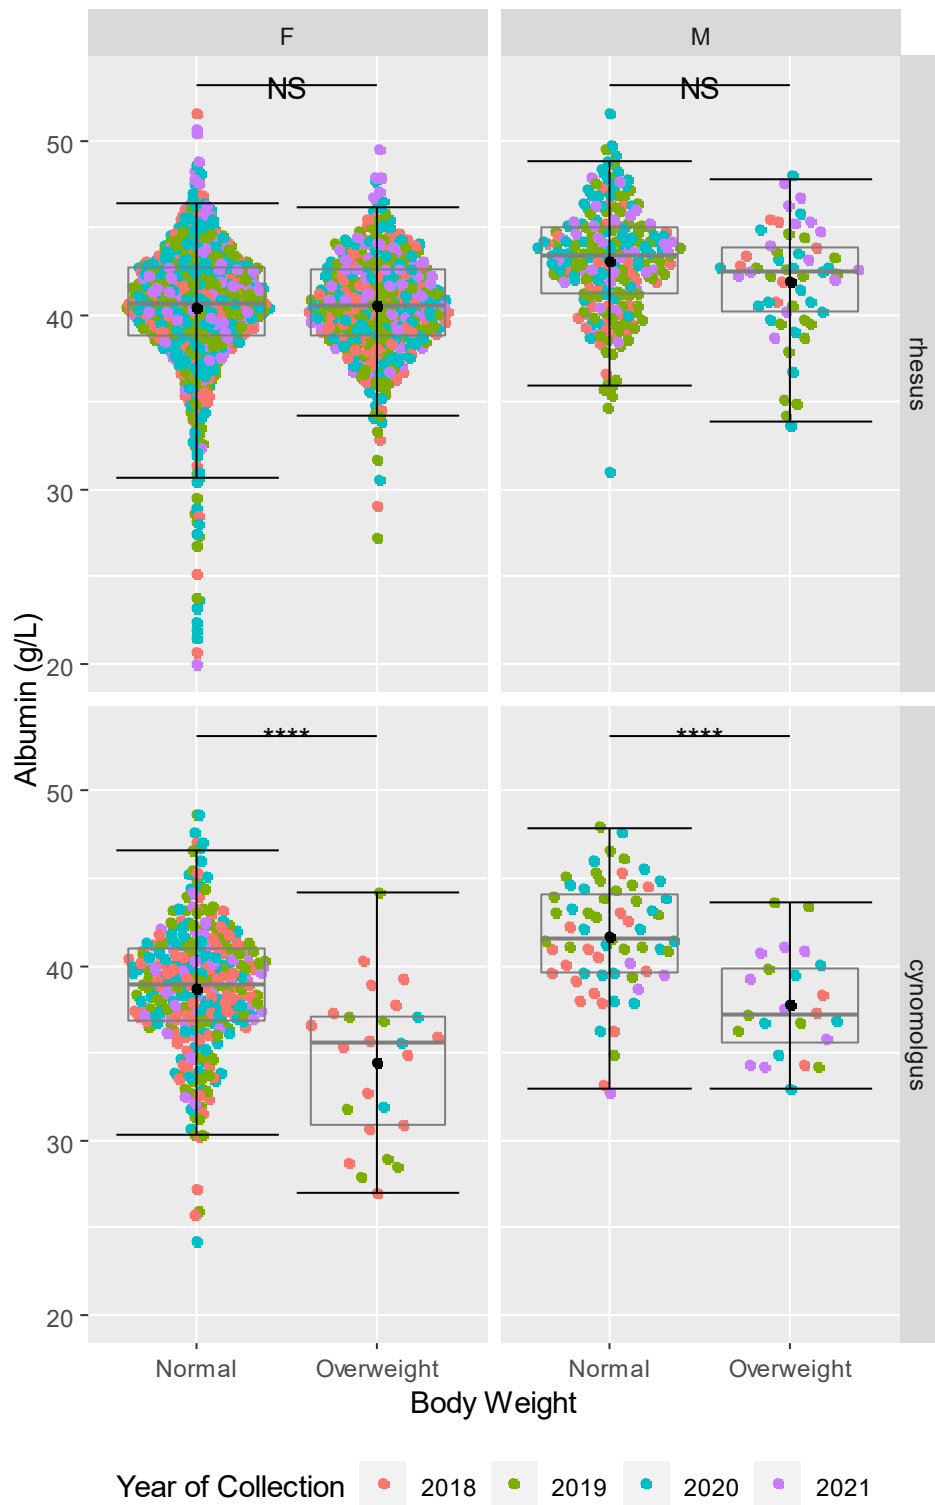 F
M
NS
NS
50
40
30
20
rhesus
Albumin (g/L)
****
****
50
40
30
20
cynomolgus
Normal
Overweight
Normal
Overweight
Body Weight
Year of Collection 2018 2019 2020 2021